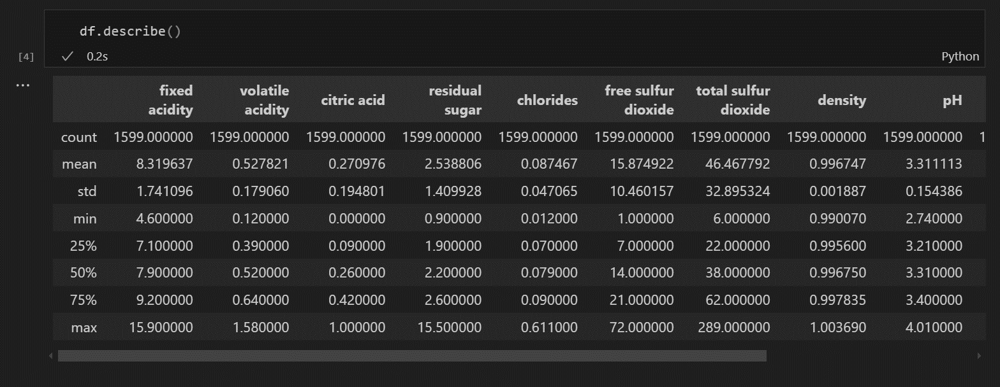 df.describe()
[4]
0.2s
Python
...
fixed acidity volatile acidity citric acid residual sugar chlorides free sulfur dioxide total sulfur dioxide density pH
count 1599.000000 1599.000000 1599.000000 1599.000000 1599.000000 1599.000000 1599.000000 1599.000000 1599.000000 1
mean 8.319637 0.527821 0.270976 2.538806 0.087467 15.874922 46.467792 0.996747 3.311113
std 1.741096 0.179060 0.194801 1.409928 0.047065 10.460157 32.895324 0.001887 0.154386
min 4.600000 0.120000 0.000000 0.900000 0.012000 1.000000 6.000000 0.990070 2.740000
25% 7.100000 0.390000 0.090000 1.900000 0.070000 7.000000 22.000000 0.995600 3.210000
50% 7.900000 0.520000 0.260000 2.200000 0.079000 14.000000 38.000000 0.996750 3.310000
75% 9.200000 0.640000 0.420000 2.600000 0.090000 21.000000 62.000000 0.997835 3.400000
max 15.900000 1.580000 1.000000 15.500000 0.611000 72.000000 289.000000 1.003690 4.010000